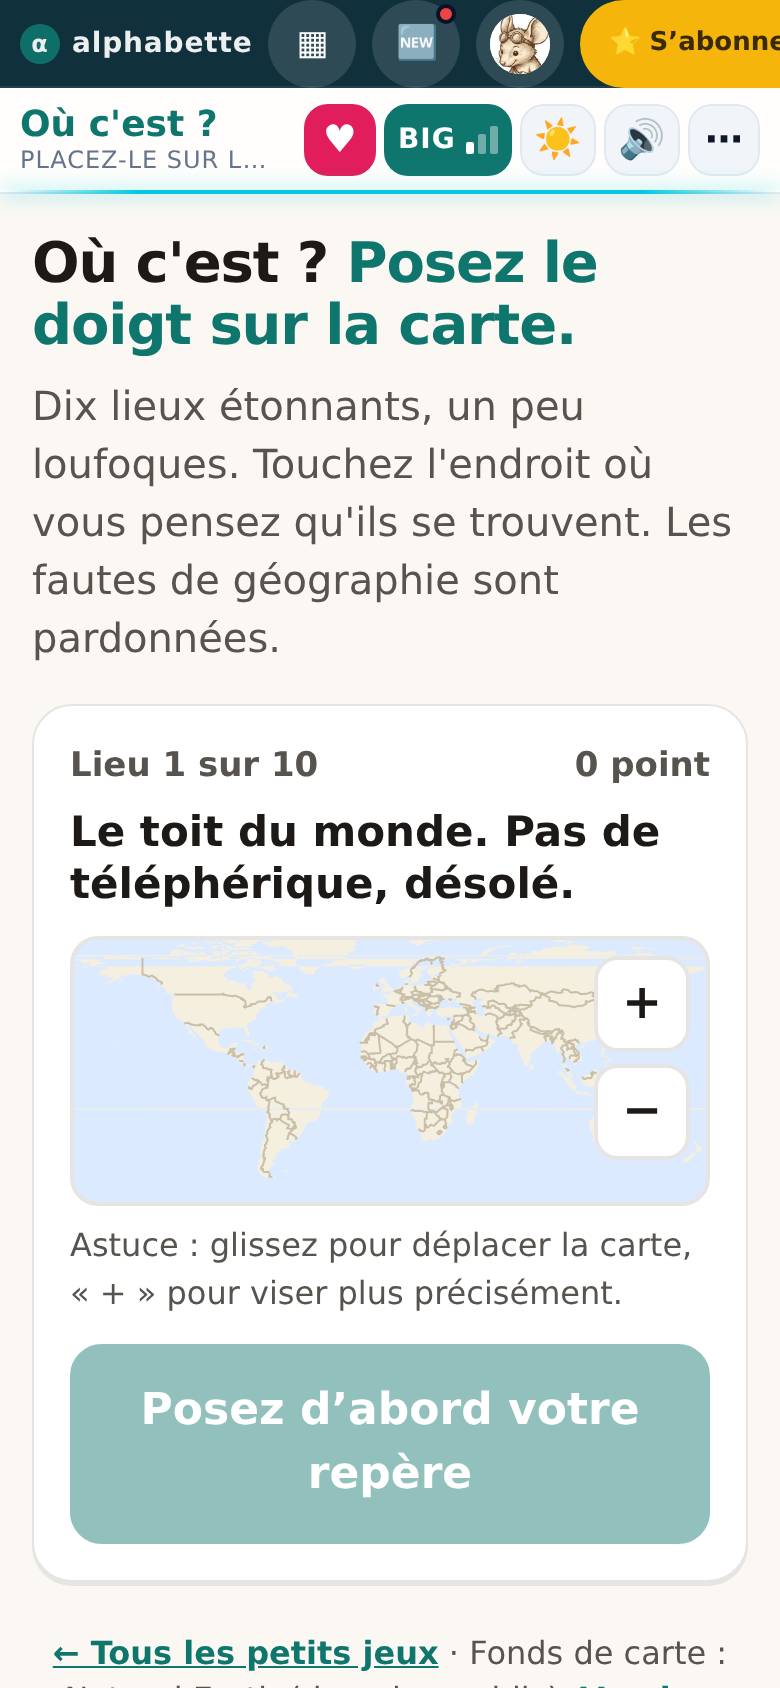 α alphabette
NEW
⭐ S’abonne
Où c'est ?
PLACEZ-LE SUR L...
BIG
Où c'est ? Posez le
doigt sur la carte.
Dix lieux étonnants, un peu
loufoques. Touchez l'endroit où
vous pensez qu'ils se trouvent. Les
fautes de géographie sont
pardonnées.
Lieu 1 sur 10
0 point
Le toit du monde. Pas de
téléphérique, désolé.
+
−
Astuce : glissez pour déplacer la carte,
« + » pour viser plus précisément.
Posez d’abord votre
repère
← Tous les petits jeux · Fonds de carte :